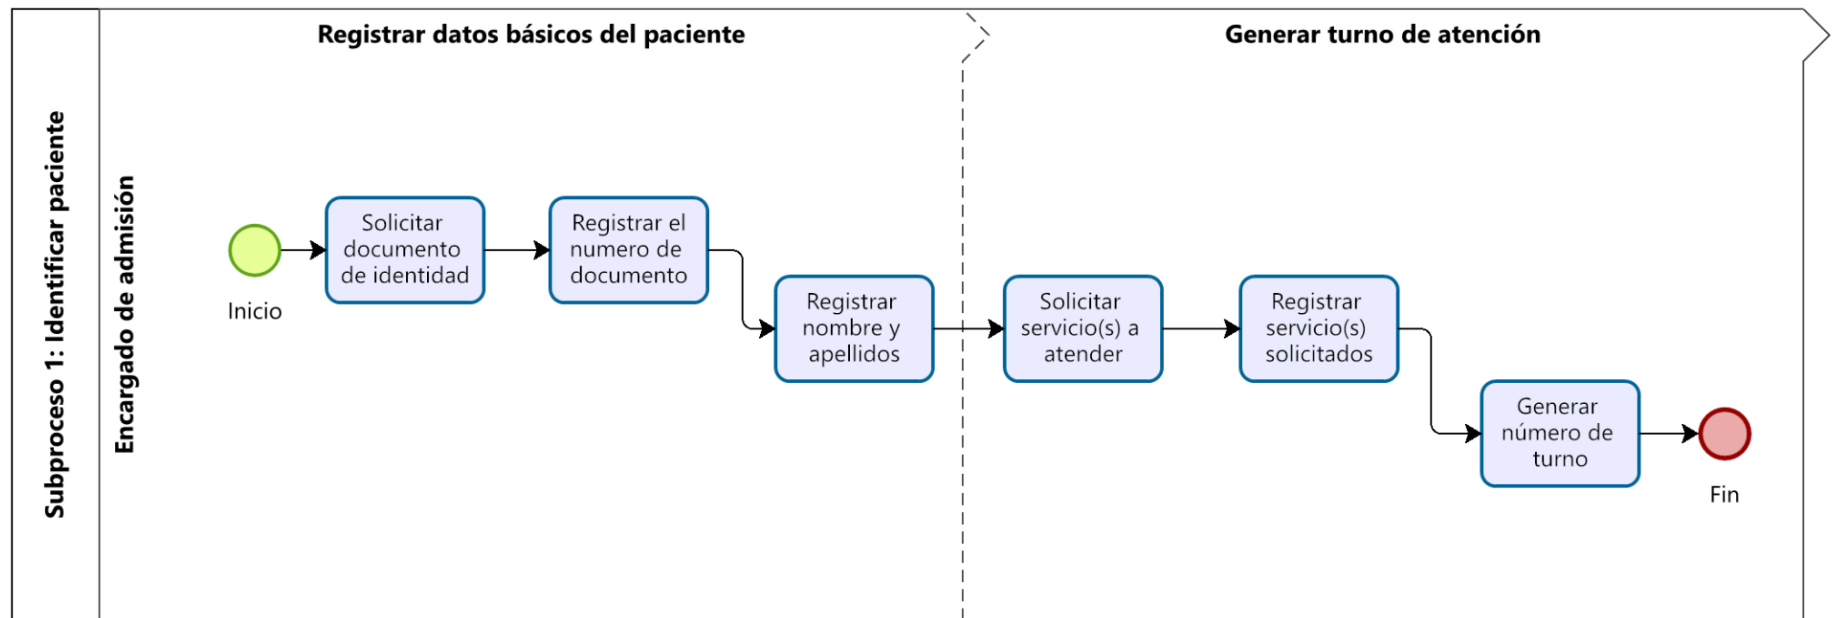 Registrar datos básicos del paciente
Generar turno de atención
Subproceso 1: Identificar paciente
Encargado de admisión
Inicio
Solicitar
documento
de identidad
Registrar el
numero de
documento
Registrar
nombre y
apellidos
Solicitar
servicio(s) a
atender
Registrar
servicio(s)
solicitados
Generar
número de
turno
Fin